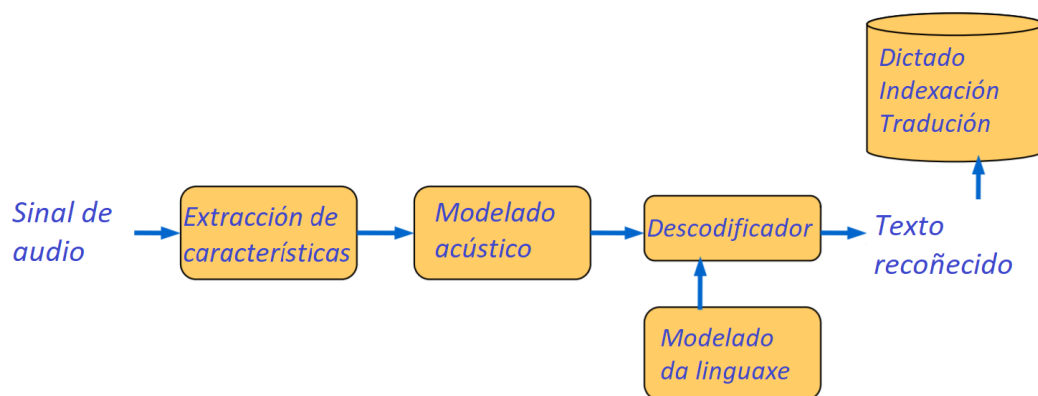 Dictado
Indexación
Tradución
Sinal de
audio
Extracción de
características
Modelado
acústico
Descodificador
Texto
recoñecido
Modelado
da linguaxe